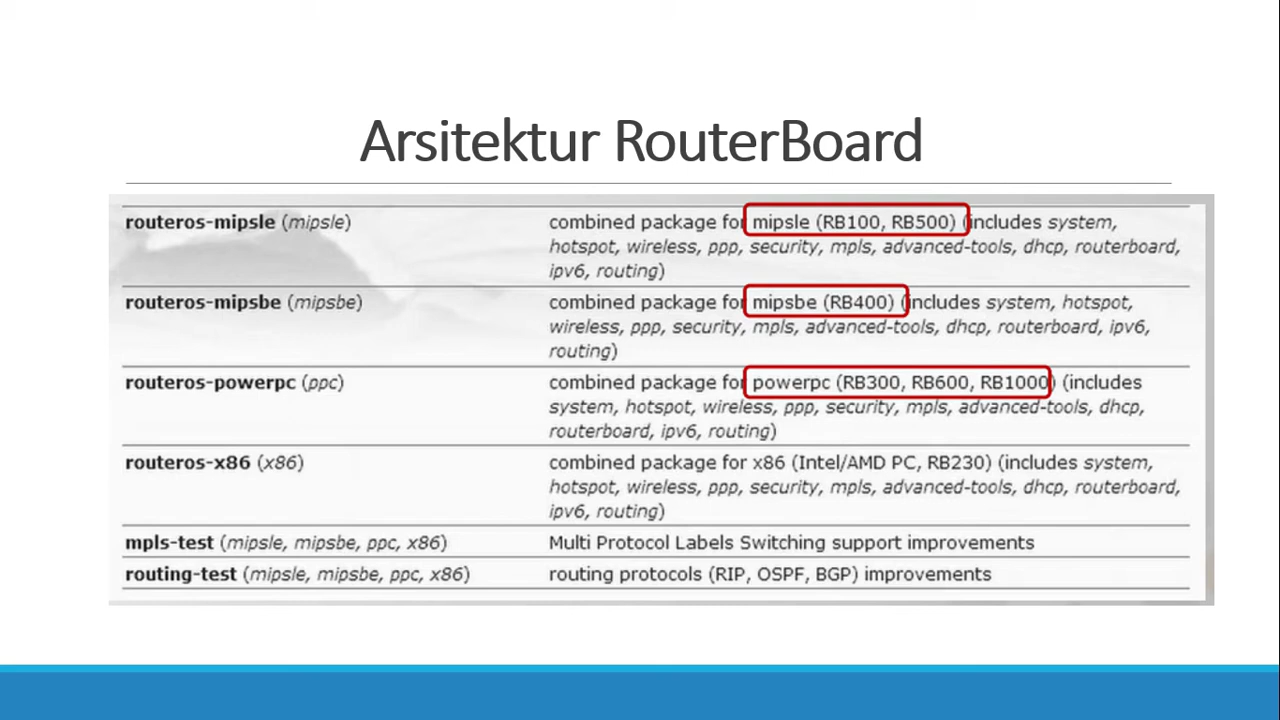 Arsitektur RouterBoard
routeros-mipsle (mipsle)
combined package for mipsle (RB100, RB500) (includes system,
hotspot, wireless, ppp, security, mpls, advanced-tools, dhcp, routerboard,
ipv6, routing)
routeros-mipsbe (mipsbe)
combined package for mipsbe (RB400) (includes system, hotspot,
wireless, ppp, security, mpls, advanced-tools, dhcp, routerboard, ipv6,
routing)
routeros-powerpc (ppc)
combined package for powerpc (RB300, RB600, RB1000) (includes
system, hotspot, wireless, ppp, security, mpls, advanced-tools, dhcp,
routerboard, ipv6, routing)
routeros-x86 (x86)
combined package for x86 (Intel/AMD PC, RB230) (includes system,
hotspot, wireless, ppp, security, mpls, advanced-tools, dhcp, routerboard,
ipv6, routing)
mpls-test (mipsle, mipsbe, ppc, x86)
Multi Protocol Labels Switching support improvements
routing-test (mipsle, mipsbe, ppc, x86)
routing protocols (RIP, OSPF, BGP) improvements